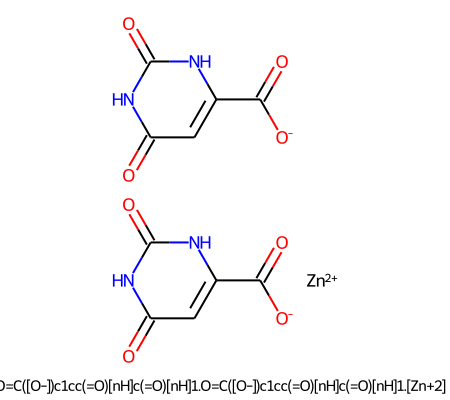 O
NH O
HN
O⁻
O
O
NH O
HN Zn²⁺
O⁻
O
O=C([O-])c1cc(=O)[nH]c(=O)[nH]1.O=C([O-])c1cc(=O)[nH]c(=O)[nH]1.[Zn+2]